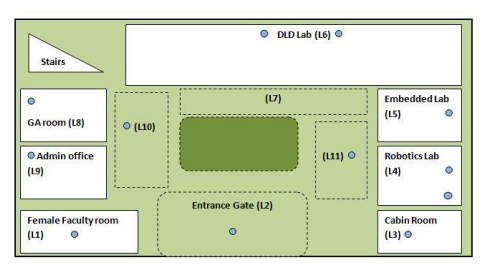 DLD Lab (L6)
Stairs
(L7)
Embedded Lab
(L5)
GA room (L8)
(L10)
(L11)
Admin office
(L9)
Robotics Lab
(L4)
Entrance Gate (L2)
Female Faculty room
(L1)
Cabin Room
(L3)